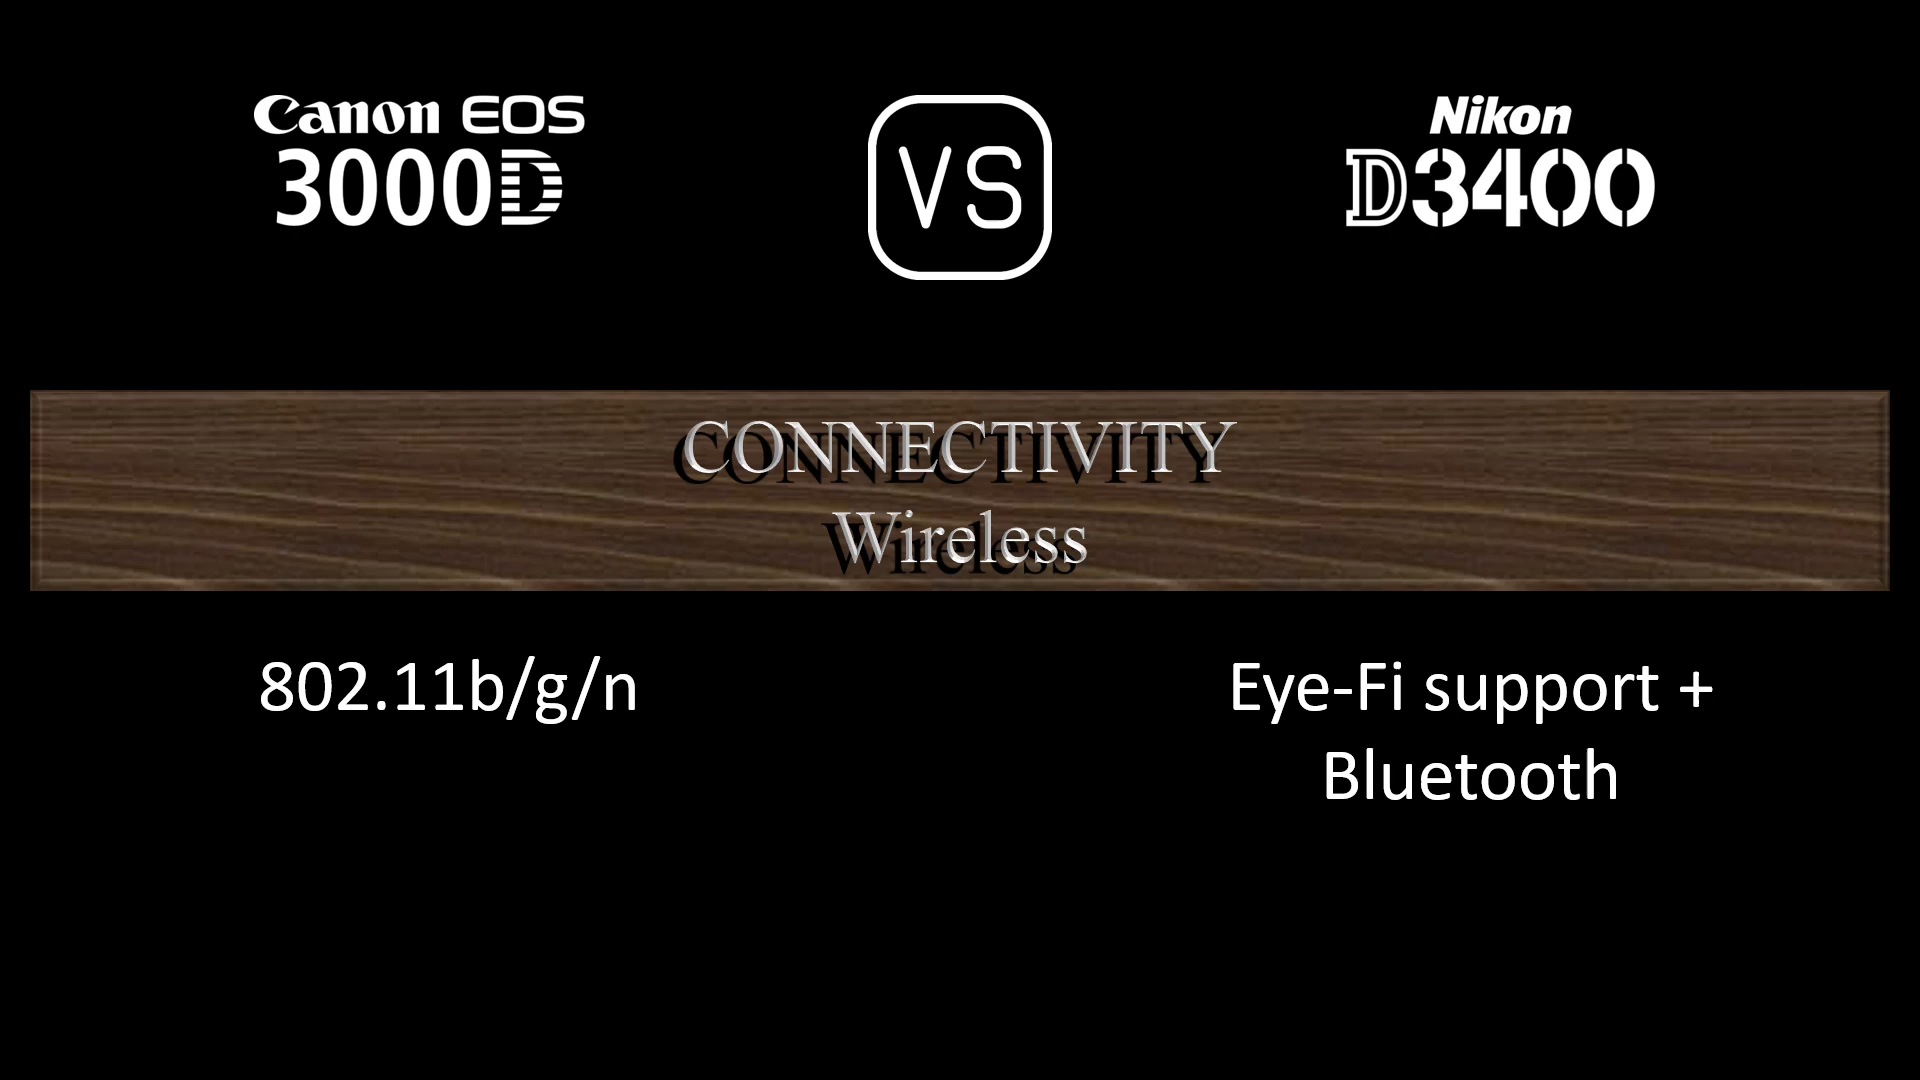 Canon EOS
3000D
VS
Nikon
D3400
CONNECTIVITY
Wireless
802.11b/g/n
Eye-Fi support +
Bluetooth